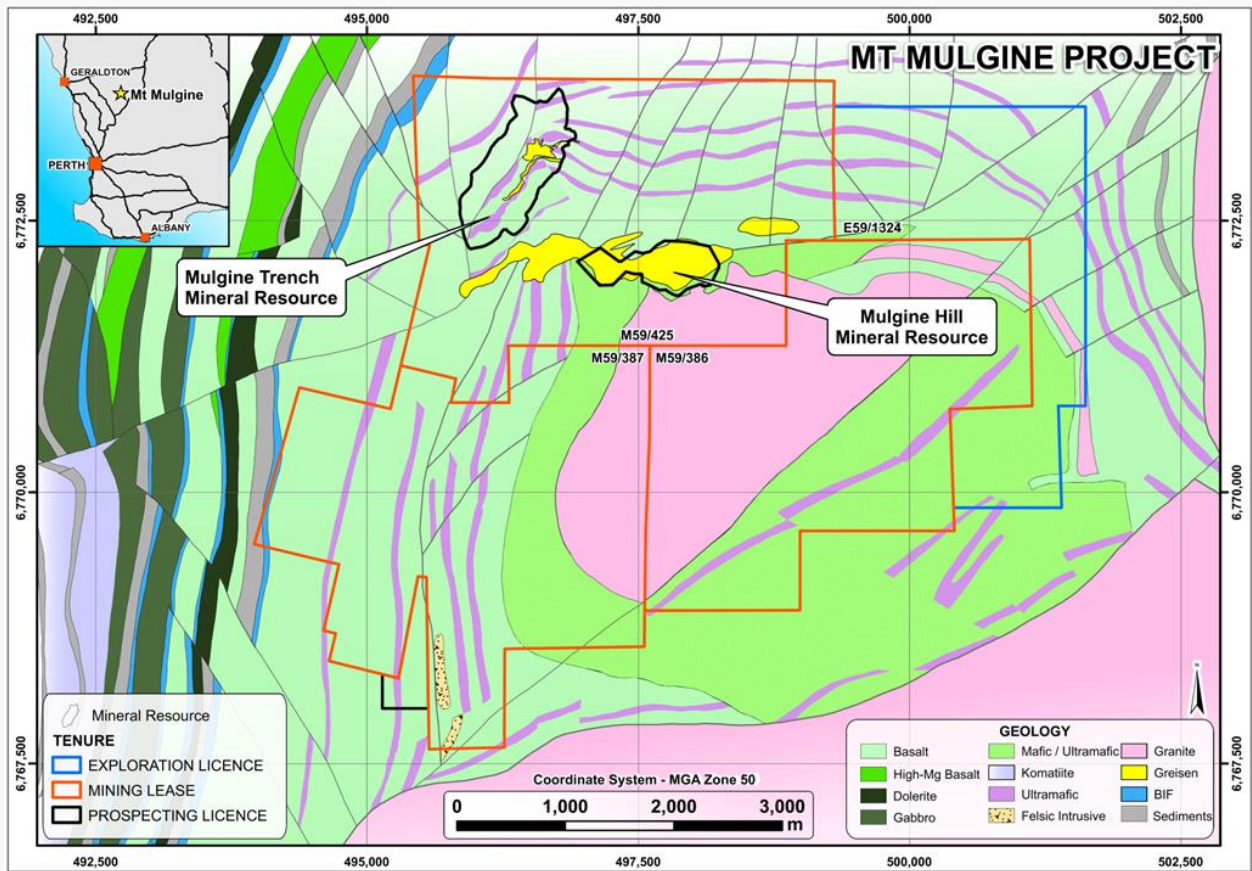 492,500
495,000
497,500
500,000
502,500
MT MULGINE PROJECT
GERALDTON
Mt Mulgine
PERTH
ALBANY
6,772,500
6,772,500
E59/1324
Mulgine Trench
Mineral Resource
Mulgine Hill
Mineral Resource
M59/425
M59/387
M59/386
6,770,000
6,770,000
N
Mineral Resource
TENURE
EXPLORATION LICENCE
MINING LEASE
PROSPECTING LICENCE
6,767,500
6,767,500
Coordinate System - MGA Zone 50
0 1,000 2,000 3,000
m
GEOLOGY
Basalt
High-Mg Basalt
Dolerite
Gabbro
Mafic / Ultramafic
Komatiite
Ultramafic
Felsic Intrusive
Granite
Greisen
BIF
Sediments
492,500
495,000
497,500
500,000
502,500